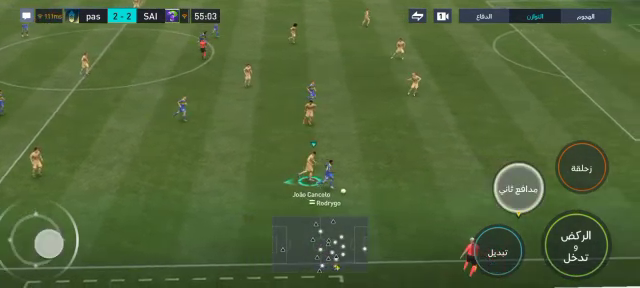 111ms pas 2 - 2 SAI 55:03
1 الدفاع التوازن الهجوم
زحلقة
مدافع ثاني
João Cancelo
Rodrygo
الركض
و
تدخل
تبديل